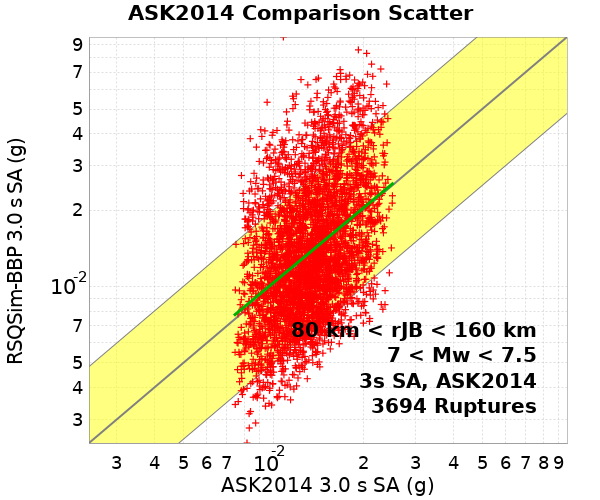 ASK2014 Comparison Scatter
RSQSim-BBP 3.0 s SA (g)
9
7
5
4
3
2
10-2
7
5
4
3
80 km < rJB < 160 km
7 < Mw < 7.5
3s SA, ASK2014
3694 Ruptures
3 4 5 6 7 10-2 2 3 4 5 6 7 8 9
ASK2014 3.0 s SA (g)